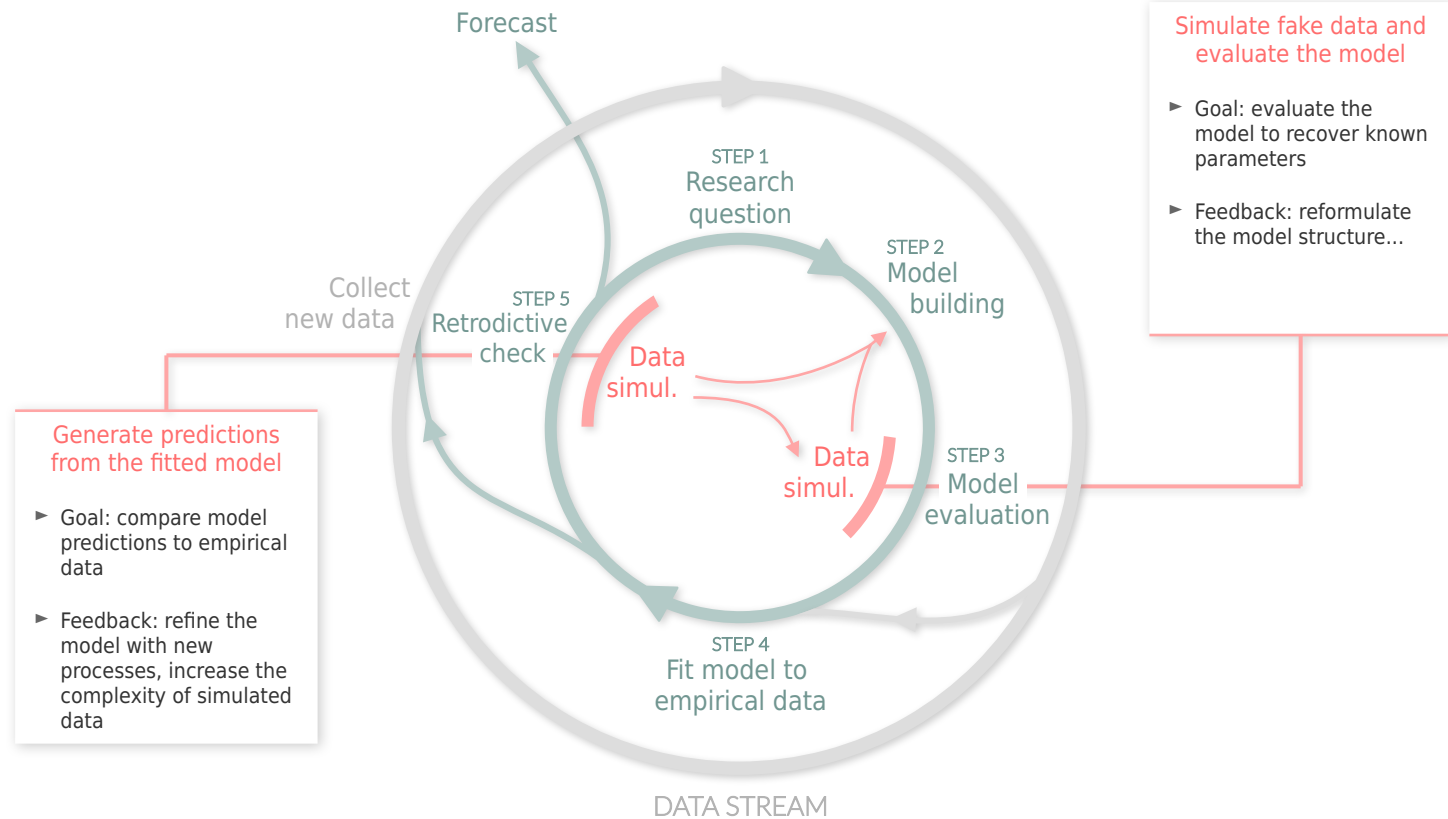 Forecast
Simulate fake data and
evaluate the model
► Goal: evaluate the
model to recover known
parameters
► Feedback: reformulate
the model structure...
STEP 1
Research
question
STEP 2
Model
building
Collect
new data
STEP 5
Retrodictive
check
Data
simul.
Data
simul.
STEP 3
Model
evaluation
Generate predictions
from the fitted model
► Goal: compare model
predictions to empirical
data
► Feedback: refine the
model with new
processes, increase the
complexity of simulated
data
STEP 4
Fit model to
empirical data
DATA STREAM